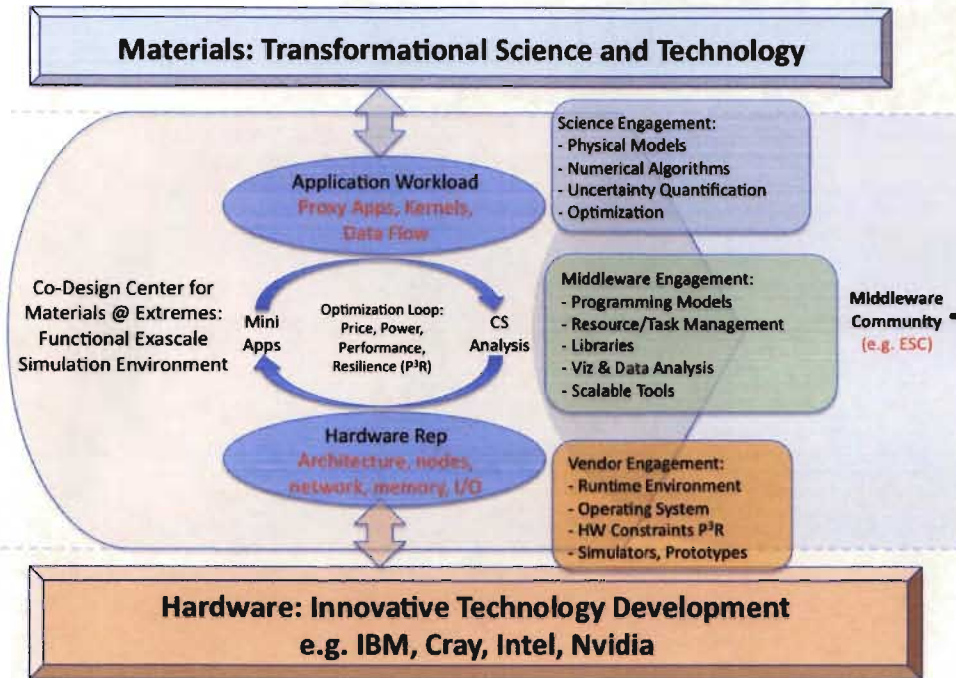 Materials: Transformational Science and Technology
Science Engagement:
- Physical Models
- Numerical Algorithms
- Uncertainty Quantification
- Optimization
Application Workload
Proxy Apps, Kernels,
Data Flow
Co-Design Center for
Materials @ Extremes:
Functional Exascale
Simulation Environment
Mini
Apps
Optimization Loop:
Price, Power,
Performance,
Resilience (P³R)
CS
Analysis
Middleware Engagement:
- Programming Models
- Resource/Task Management
- Libraries
- Viz & Data Analysis
- Scalable Tools
Middleware
Community
(e.g. ESC)
Hardware Rep
Architecture, nodes,
network, memory, I/O
Vendor Engagement:
- Runtime Environment
- Operating System
- HW Constraints P³R
- Simulators, Prototypes
Hardware: Innovative Technology Development
e.g. IBM, Cray, Intel, Nvidia